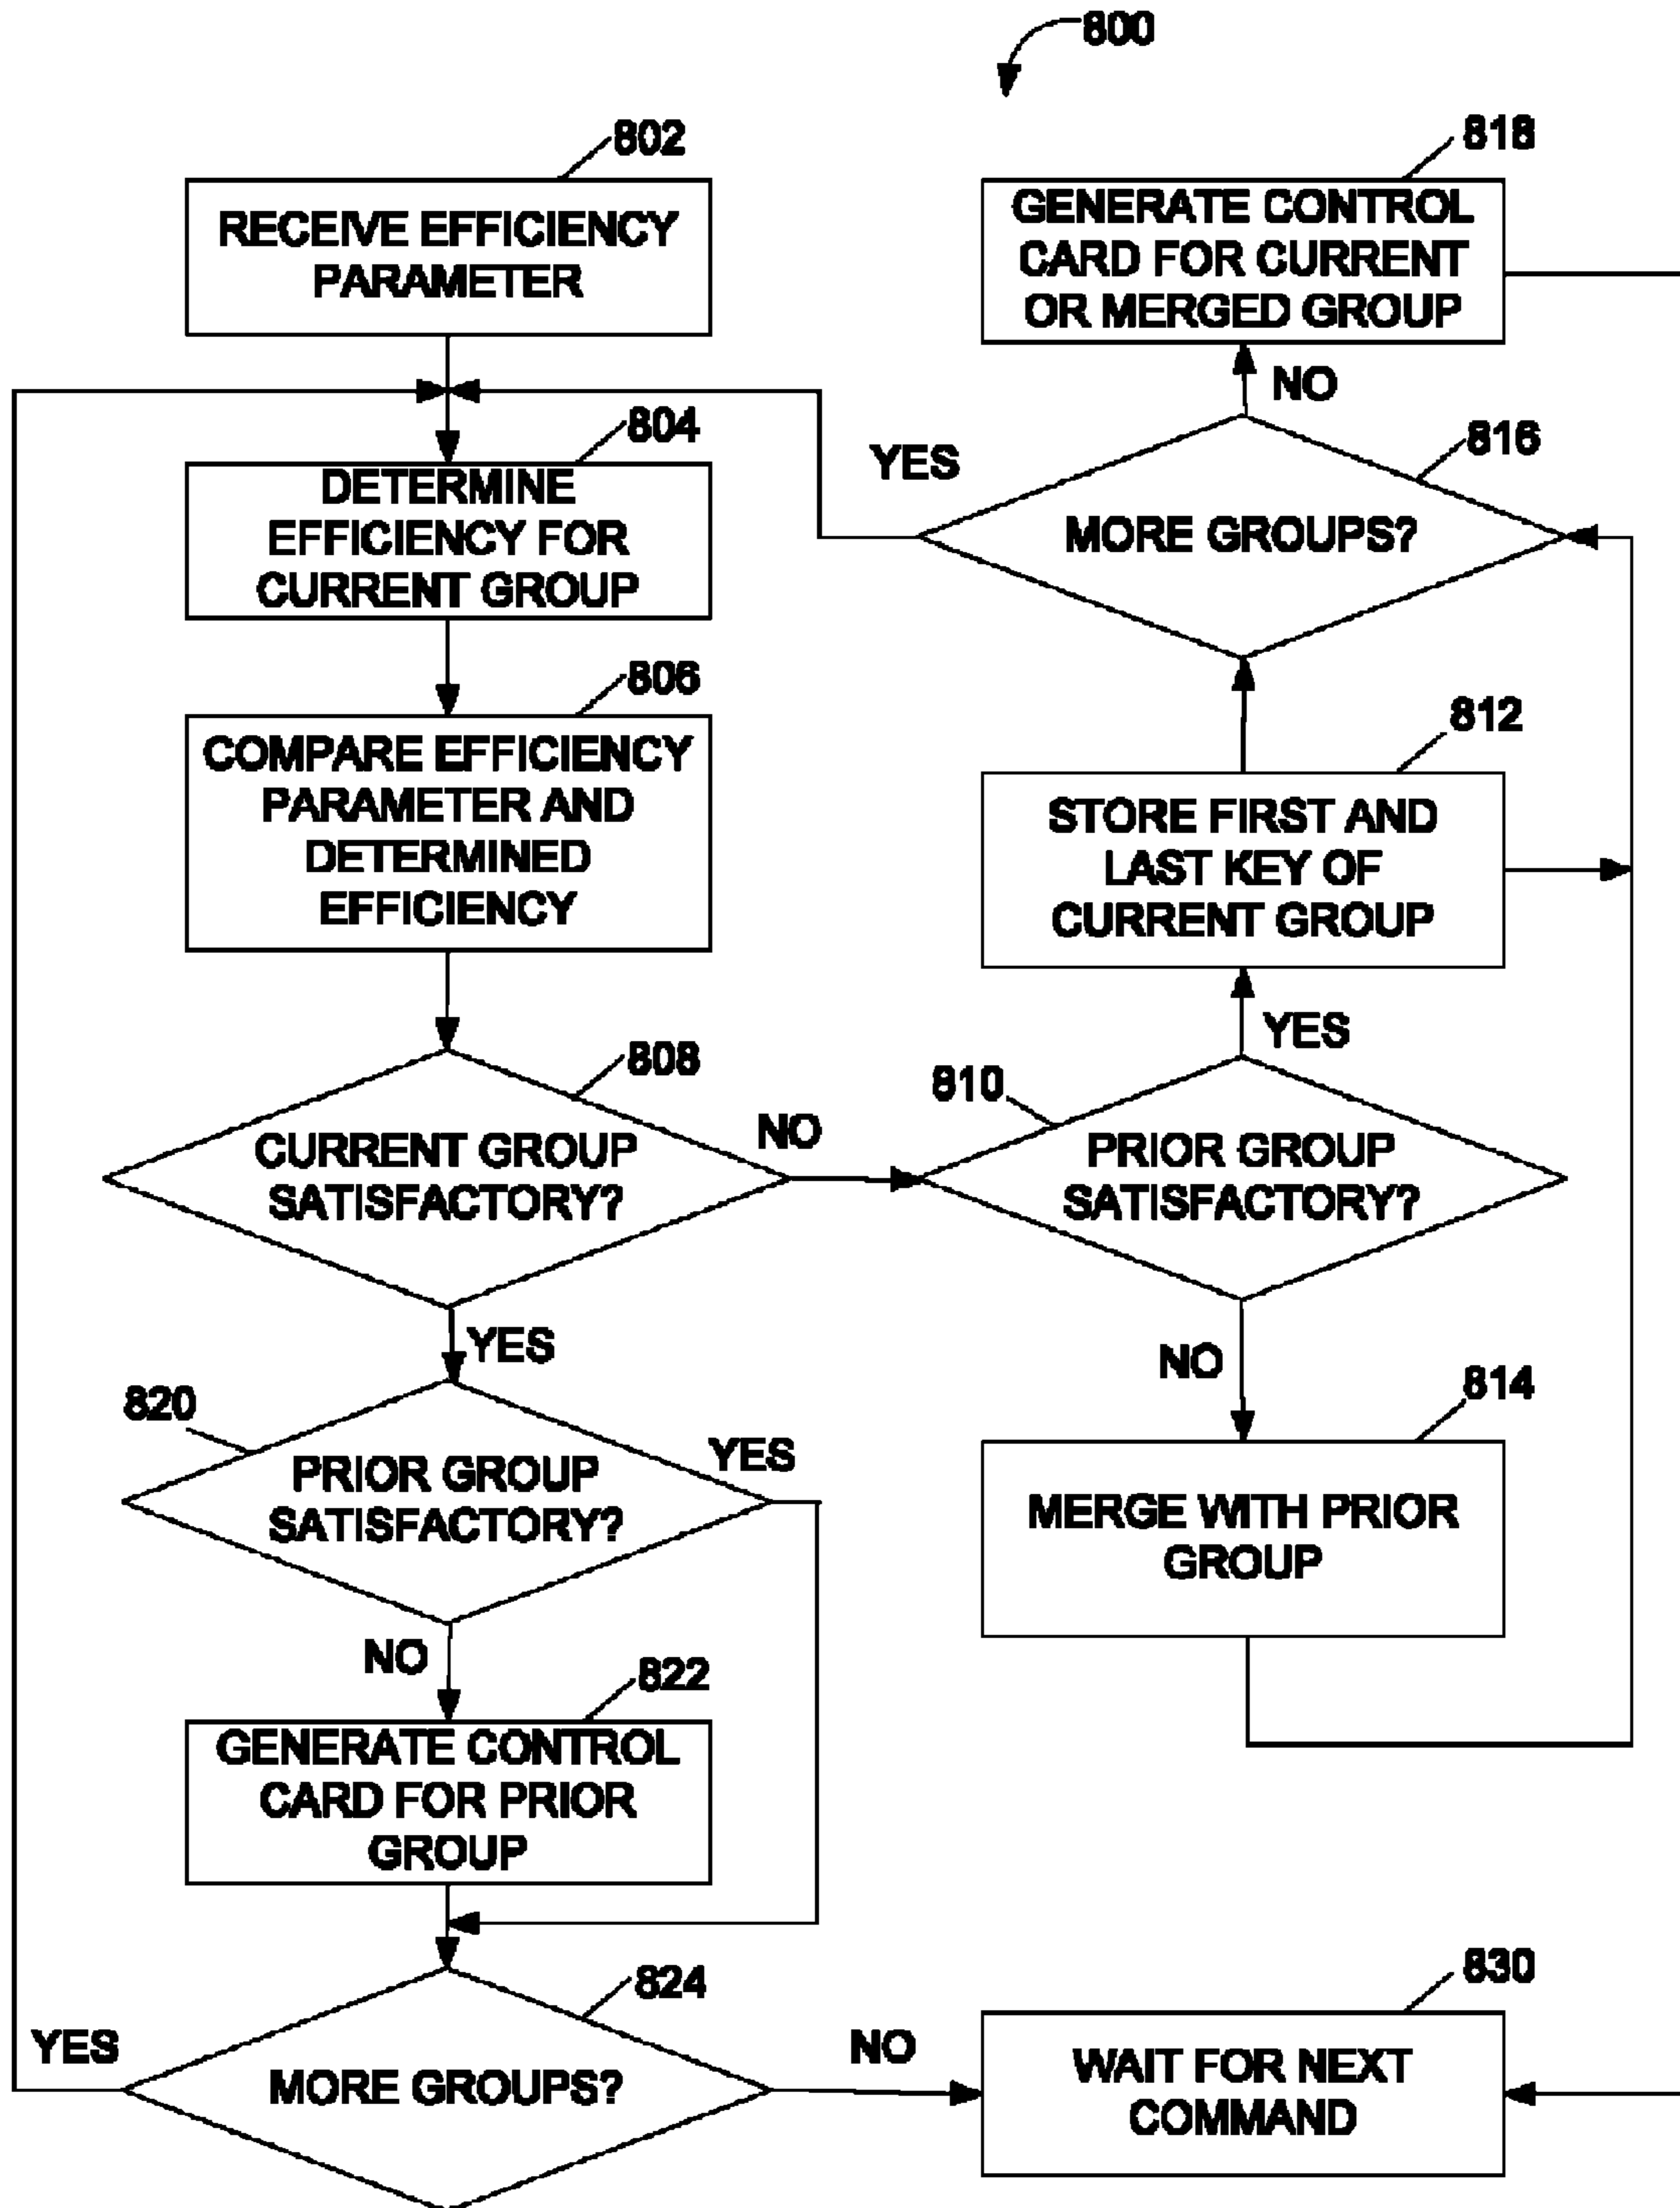 800
802
RECEIVE EFFICIENCY
PARAMETER
804
DETERMINE
EFFICIENCY FOR
CURRENT GROUP
806
COMPARE EFFICIENCY
PARAMETER AND
DETERMINED
EFFICIENCY
808
CURRENT GROUP
SATISFACTORY?
NO
YES
810
PRIOR GROUP
SATISFACTORY?
YES
NO
812
STORE FIRST AND
LAST KEY OF
CURRENT GROUP
814
MERGE WITH PRIOR
GROUP
816
MORE GROUPS?
YES
NO
818
GENERATE CONTROL
CARD FOR CURRENT
OR MERGED GROUP
820
PRIOR GROUP
SATISFACTORY?
YES
NO
822
GENERATE CONTROL
CARD FOR PRIOR
GROUP
824
MORE GROUPS?
YES
NO
830
WAIT FOR NEXT
COMMAND